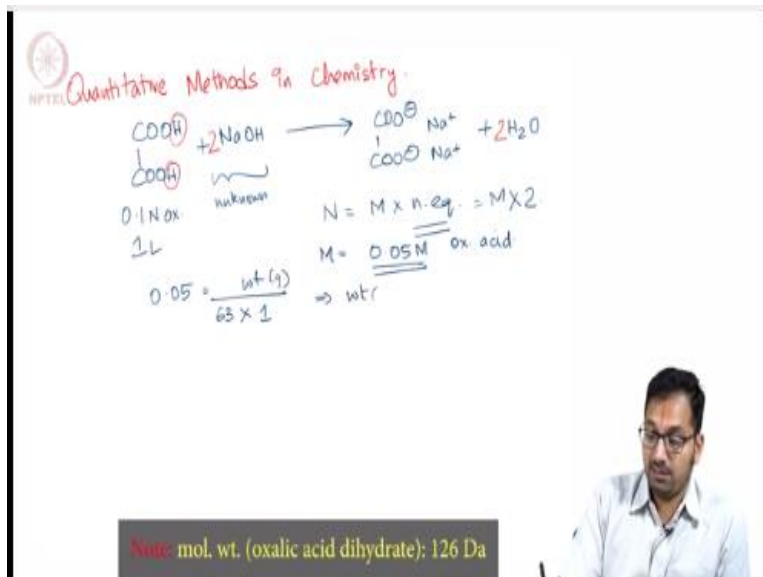 NPTEL
Quantitative Methods in Chemistry.
COOH + 2NaOH ⟶ COO⊖ Na⁺ + 2H₂O
COOH COO⊖ Na⁺
0.1 N ox unknown
N = M × n.eq. = M × 2
1L
M = 0.05M ox acid
0.05 = wt(g) / 63 × 1 ⇒ wt(
Note: mol. wt. (oxalic acid dihydrate): 126 Da